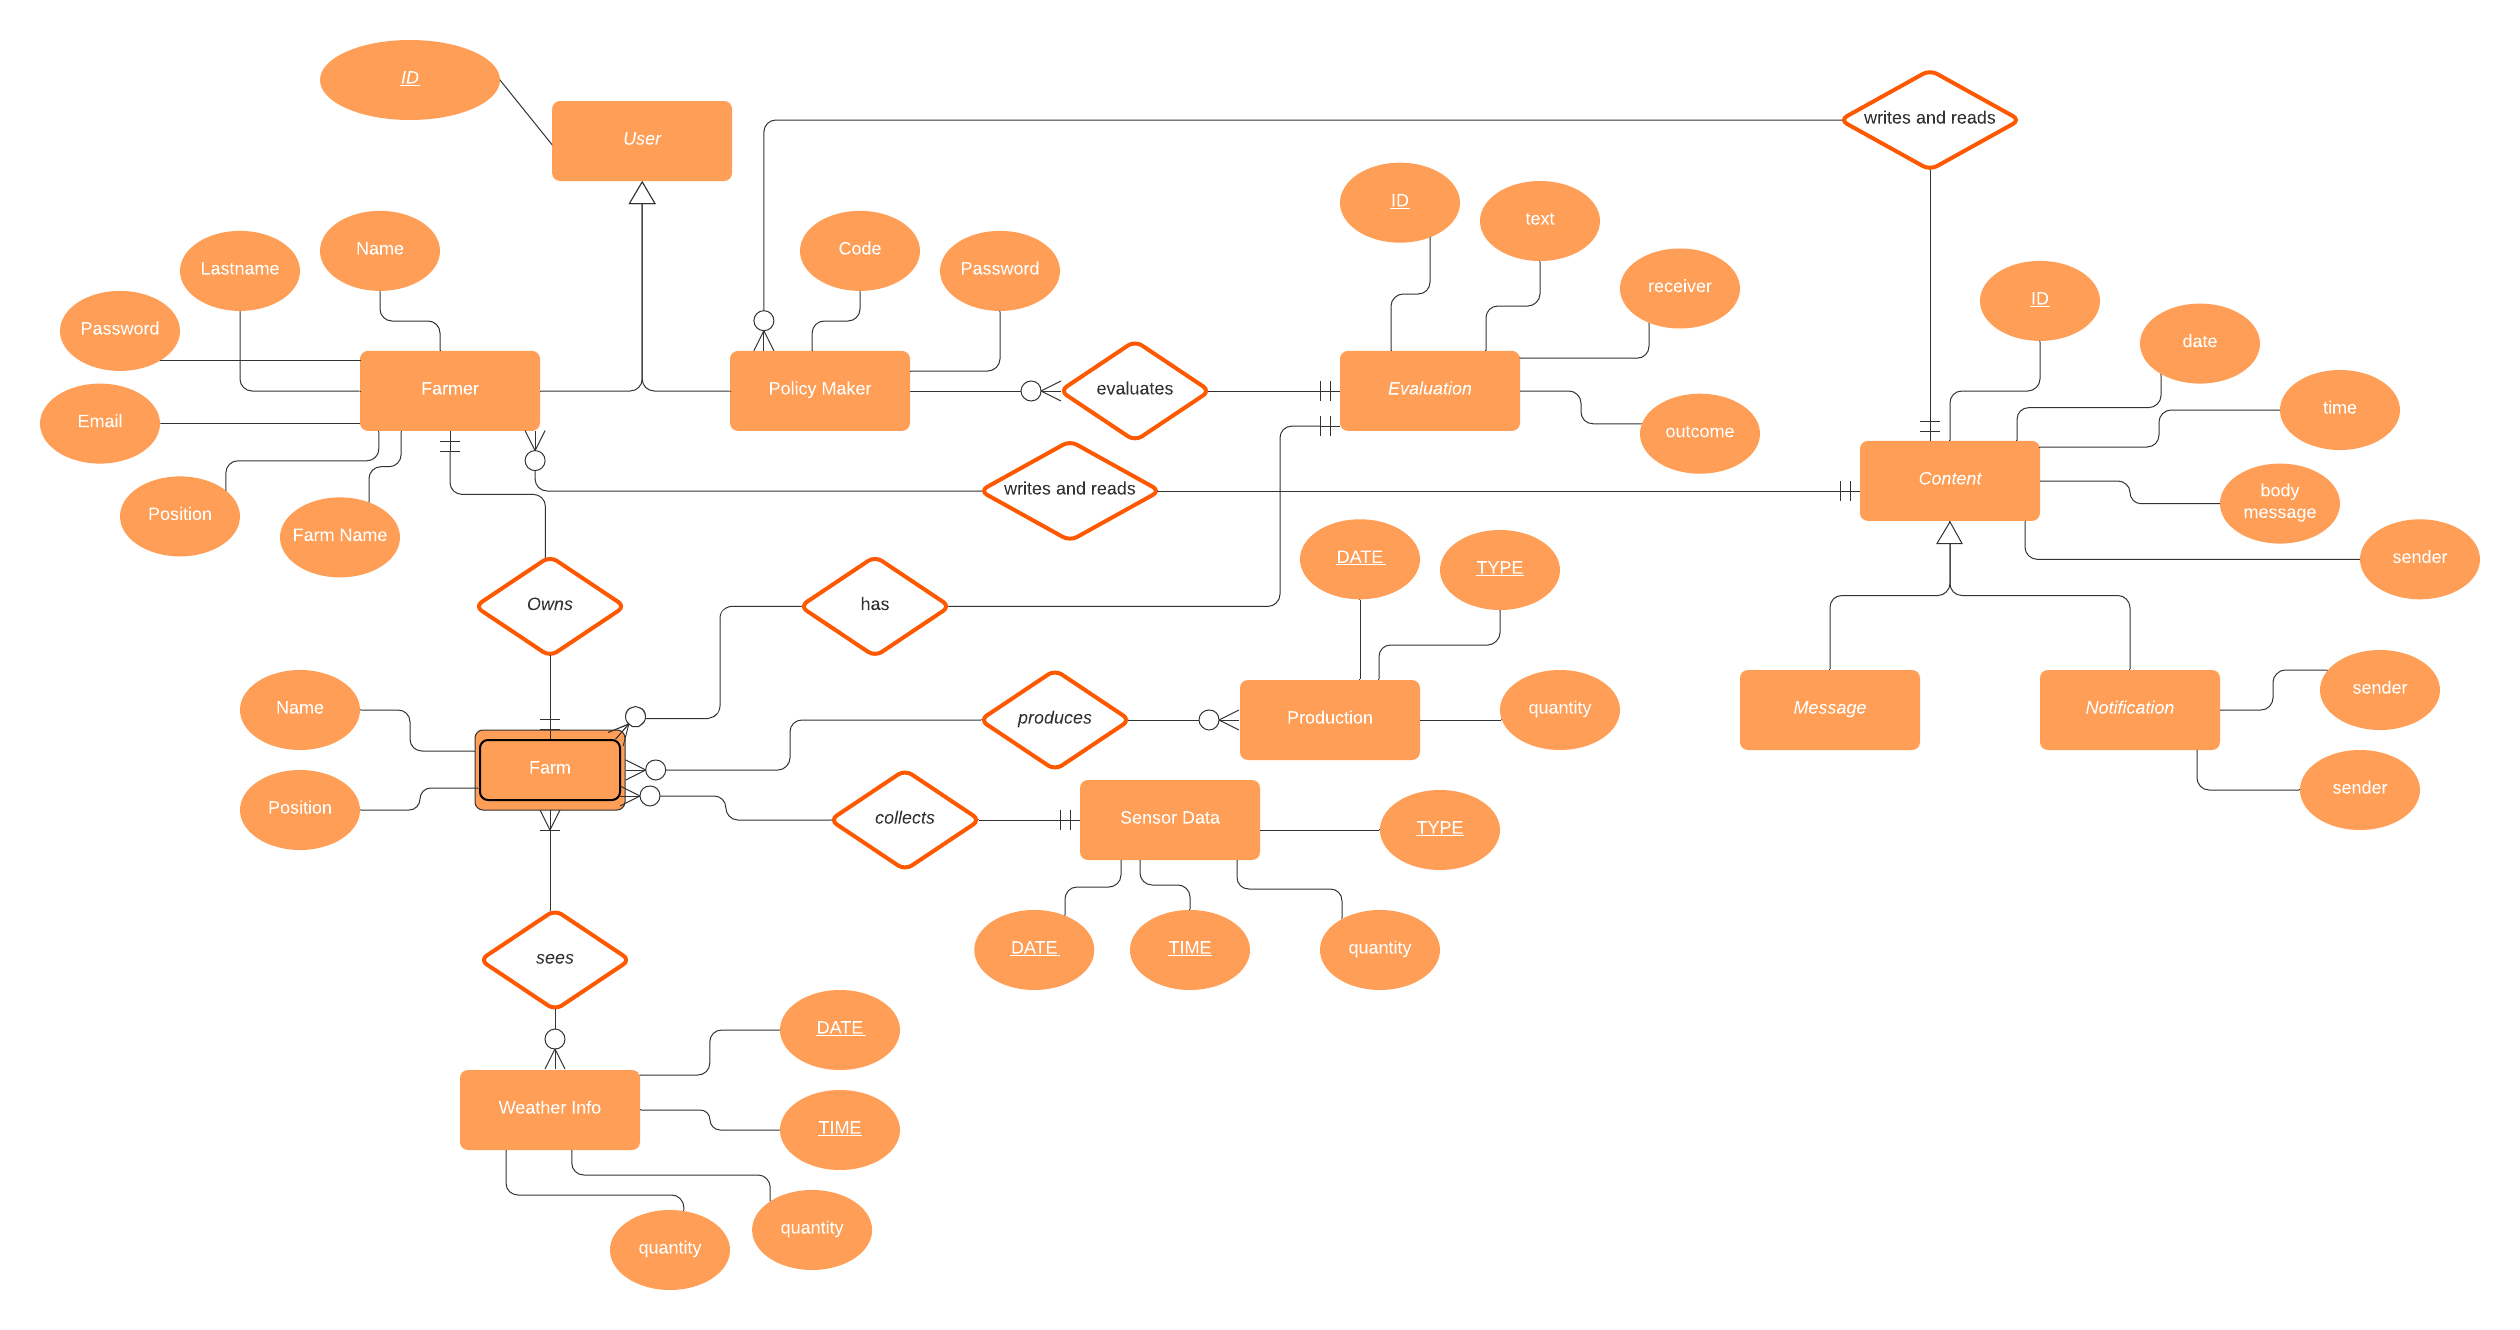 ID
User
writes and reads
ID
text
Name
Code
Lastname
Password
receiver
ID
Password
date
Farmer
Policy Maker
evaluates
Evaluation
time
Email
outcome
writes and reads
Content
body
message
Position
Farm Name
DATE
TYPE
sender
Owns
has
Name
produces
Production
quantity
Message
Notification
sender
Farm
Position
collects
Sensor Data
TYPE
sender
sees
DATE
TIME
quantity
DATE
Weather Info
TIME
quantity
quantity